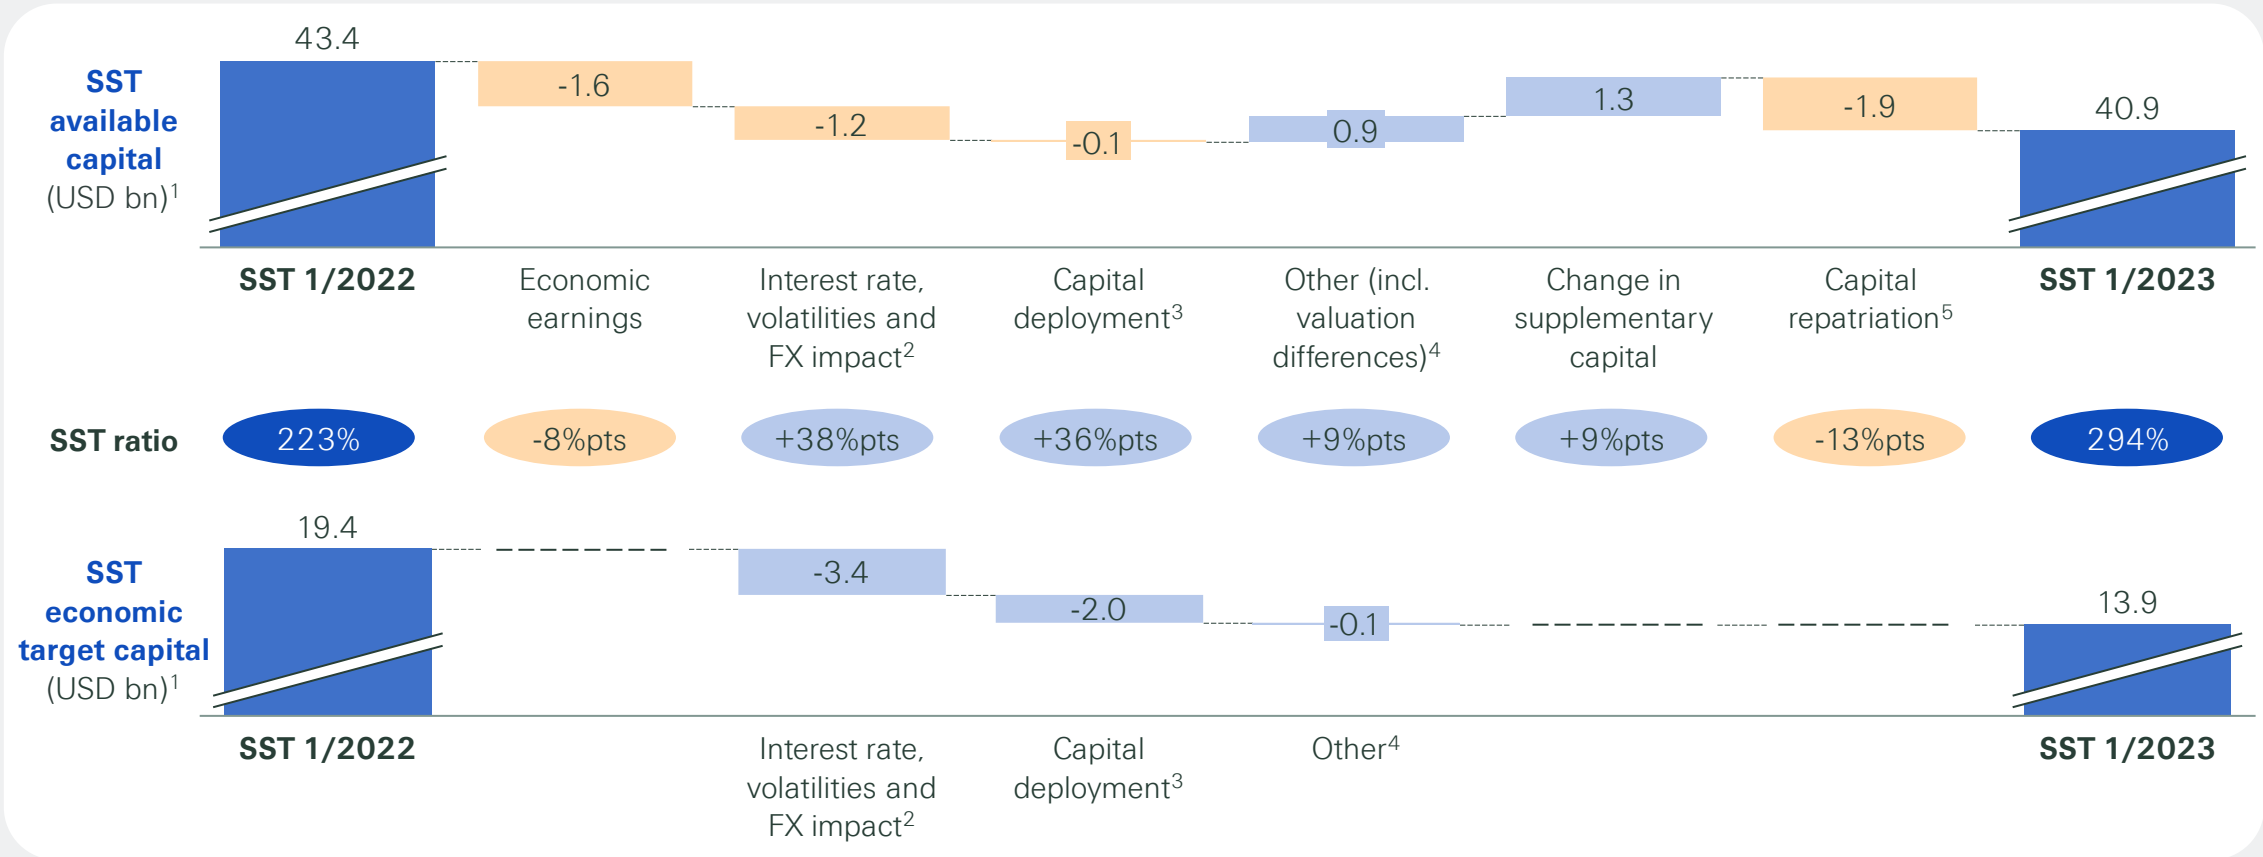 43.4
SST
available
capital
(USD bn)1
-1.6
-1.2
-0.1
0.9
1.3
-1.9
40.9
SST 1/2022
Economic
earnings
Interest rate,
volatilities and
FX impact2
Capital
deployment3
Other (incl.
valuation
differences)4
Change in
supplementary
capital
Capital
repatriation5
SST 1/2023
SST ratio
223%
-8%pts
+38%pts
+36%pts
+9%pts
+9%pts
-13%pts
294%
19.4
SST
economic
target capital
(USD bn)1
-3.4
-2.0
-0.1
13.9
SST 1/2022
Interest rate,
volatilities and
FX impact2
Capital
deployment3
Other4
SST 1/2023